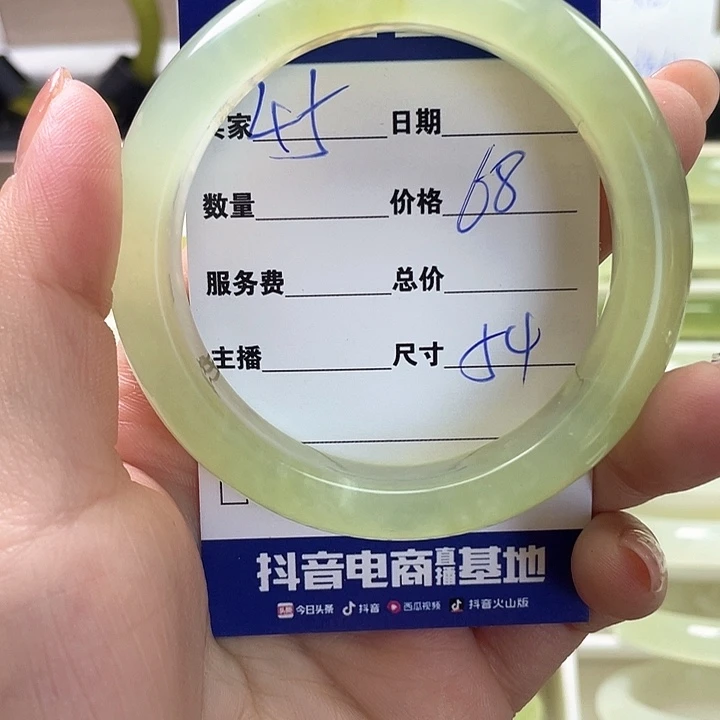 卖家 45 日期
数量 价格 68
服务费 总价
主播 尺寸 54
抖音电商直播基地
今日头条 抖音 西瓜视频 抖音火山版